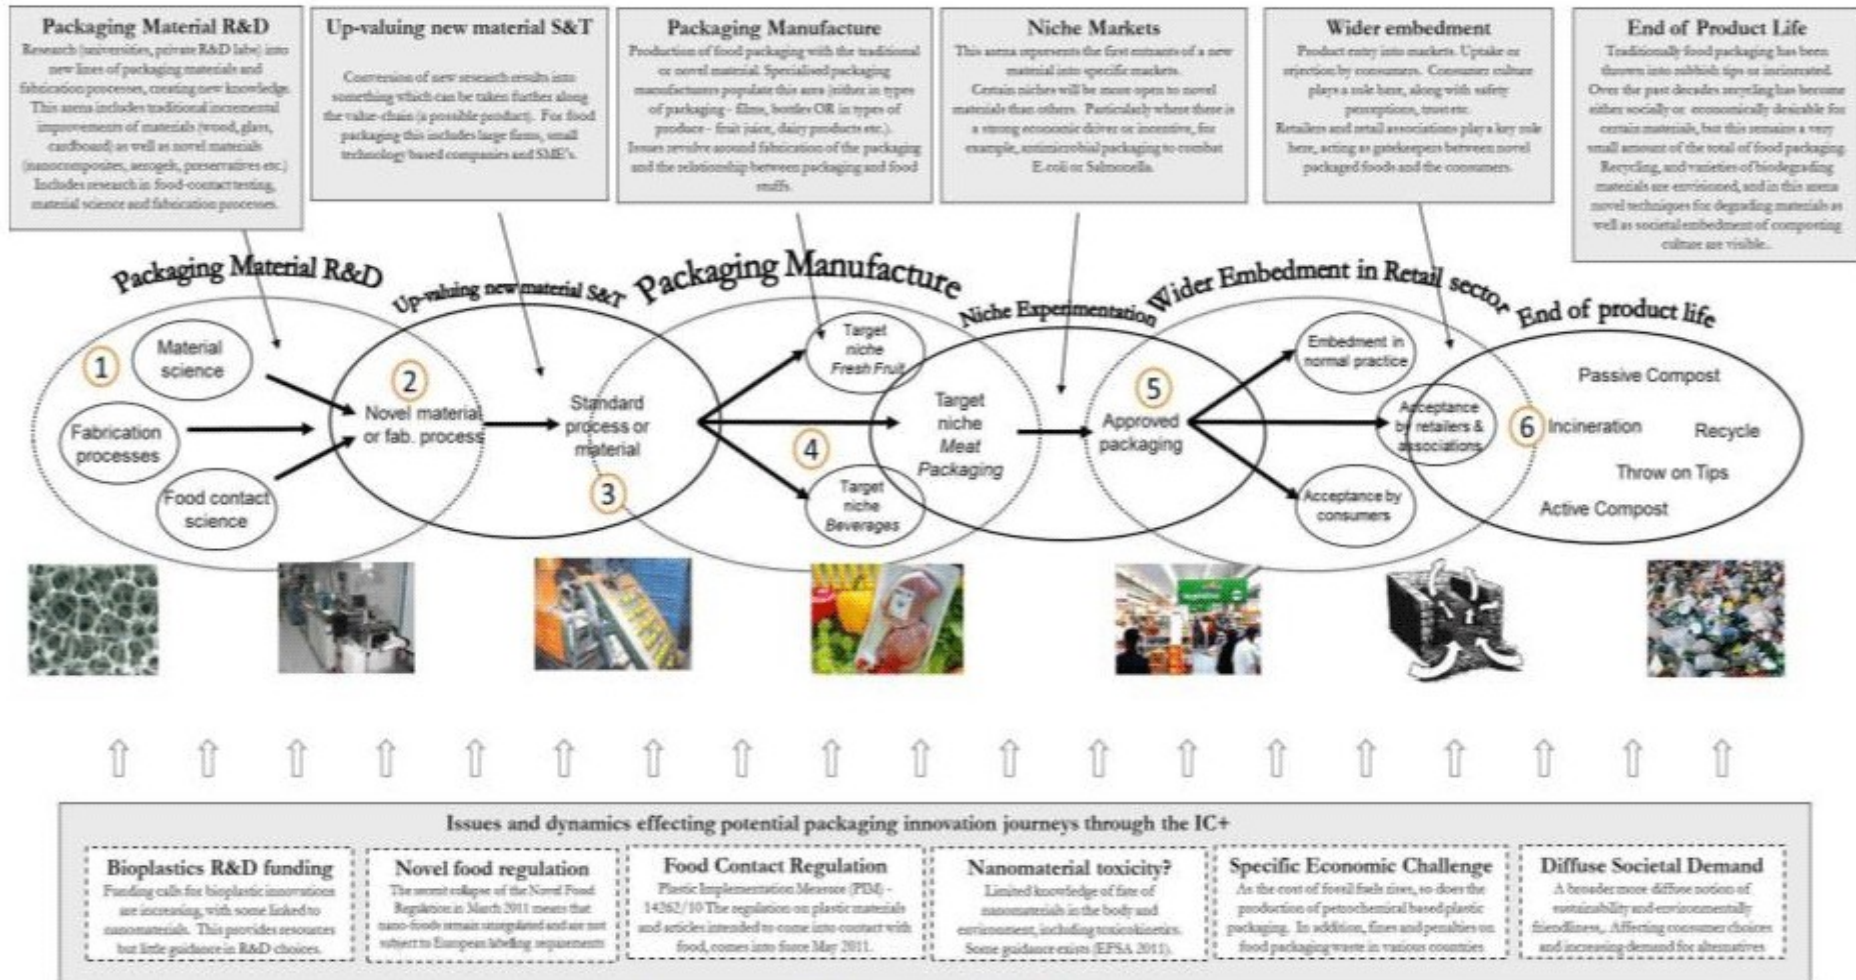 Packaging Material R&D
Research (universities, private R&D labs) into
new lines of packaging materials and
fabrication processes, creating new knowledge.
This arena includes traditional incremental
improvements of materials (wood, glass,
cardboard) as well as novel materials
(nanocomposites, aerogels, preservatives etc.)
Includes research in food-contact testing,
material science and fabrication processes.
Up-valuing new material S&T
Conversion of new research results into
something which can be taken further along
the value-chain (a possible product). For food
packaging this includes large firms, small
technology based companies and SME's.
Packaging Manufacture
Production of food packaging with the traditional
or novel material. Specialised packaging
manufacturers populate this area (either in types
of packaging - films, bottles OR in types of
produce - fruit juice, dairy products etc.).
Issues revolve around fabrication of the packaging
and the relationship between packaging and food
stuffs.
Niche Markets
This arena represents the first entrants of a new
material into specific markets.
Certain niches will be more open to novel
materials than others. Particularly where there is
a strong economic driver or incentive, for
example, antimicrobial packaging to combat
E.coli or Salmonella.
Wider embedment
Product entry into markets. Uptake or
rejection by consumers. Consumer culture
plays a role here, along with safety
perceptions, trust etc.
Retailers and retail associations play a key role
here, acting as gatekeepers between novel
packaged foods and the consumers.
End of Product Life
Traditionally food packaging has been
thrown into rubbish tips or incinerated.
Over the past decades recycling has become
either socially or economically desirable for
certain materials, but this remains a very
small amount of the total of food packaging.
Recycling, and varieties of biodegrading
materials are envisioned, and in this arena
novel techniques for degrading materials as
well as societal embedment of composting
culture are visible..
Packaging Material R&D
Up-valuing new material S&T
Packaging Manufacture
Niche Experimentation
Wider Embedment in Retail sector
End of product life
1
Material
science
Fabrication
processes
Food contact
science
2
Novel material
or fab. process
Standard
process or
material
3
Target
niche
Fresh Fruit
4
Target
niche
Beverages
Target
niche
Meat
Packaging
5
Approved
packaging
Embedment in
normal practice
Acceptance
by retailers &
associations
Acceptance by
consumers
6
Passive Compost
Incineration
Recycle
Throw on Tips
Active Compost
Issues and dynamics effecting potential packaging innovation journeys through the IC+
Bioplastics R&D funding
Funding calls for bioplastic innovations
are increasing, with some linked to
nanomaterials. This provides resources
but little guidance in R&D choices.
Novel food regulation
The recent collapse of the Novel Food
Regulation in March 2011 means that
nano-foods remain unregulated and are not
subject to European labelling requirements
Food Contact Regulation
Plastic Implementation Measure (PIM) -
14262/10 The regulation on plastic materials
and articles intended to come into contact with
food, comes into force May 2011.
Nanomaterial toxicity?
Limited knowledge of fate of
nanomaterials in the body and
environment, including toxicokinetics.
Some guidance exists (EFSA 2011).
Specific Economic Challenge
As the cost of fossil fuels rises, so does the
production of petrochemical based plastic
packaging. In addition, fines and penalties on
food packaging waste in various countries
Diffuse Societal Demand
A broader more diffuse notion of
sustainability and environmentally
friendliness,. Affecting consumer choices
and increasing demand for alternatives